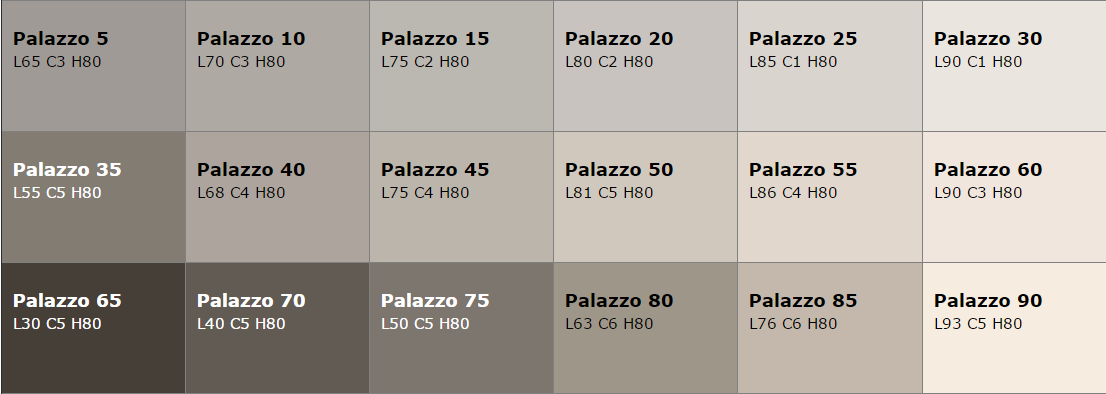 Palazzo 5
L65 C3 H80
Palazzo 10
L70 C3 H80
Palazzo 15
L75 C2 H80
Palazzo 20
L80 C2 H80
Palazzo 25
L85 C1 H80
Palazzo 30
L90 C1 H80
Palazzo 35
L55 C5 H80
Palazzo 40
L68 C4 H80
Palazzo 45
L75 C4 H80
Palazzo 50
L81 C5 H80
Palazzo 55
L86 C4 H80
Palazzo 60
L90 C3 H80
Palazzo 65
L30 C5 H80
Palazzo 70
L40 C5 H80
Palazzo 75
L50 C5 H80
Palazzo 80
L63 C6 H80
Palazzo 85
L76 C6 H80
Palazzo 90
L93 C5 H80